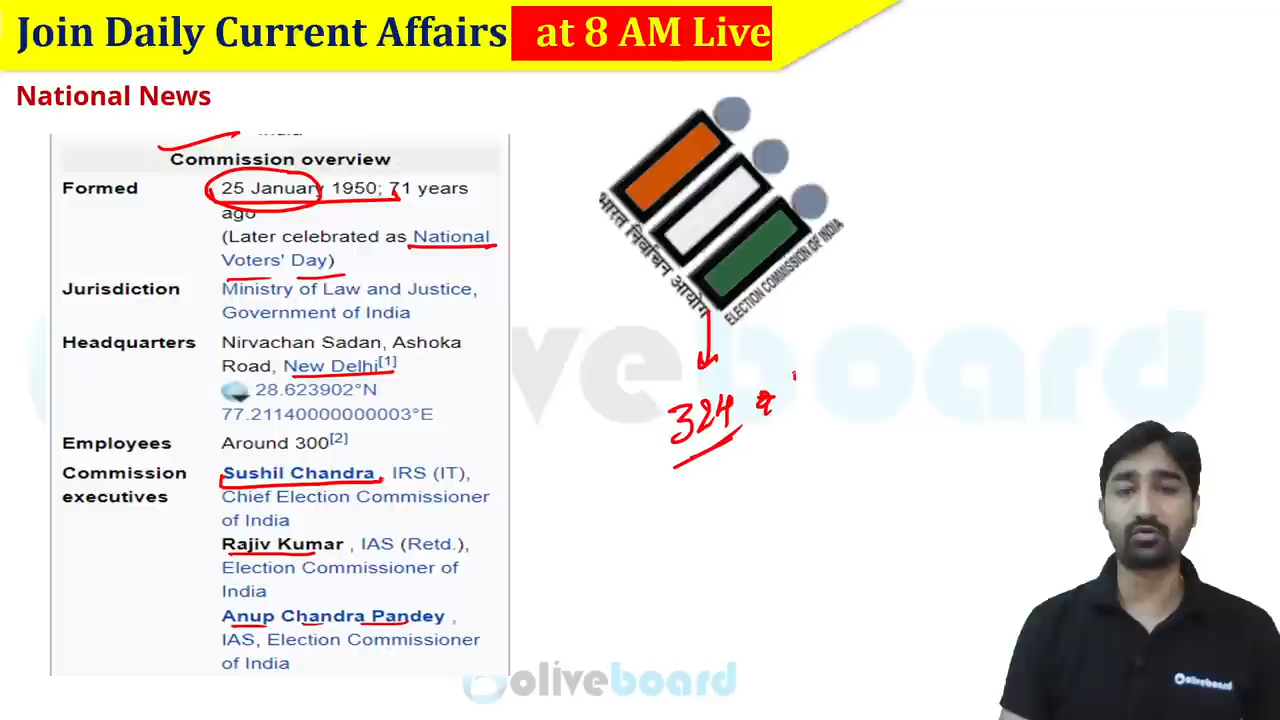 Join Daily Current Affairs at 8 AM Live
National News
India
Commission overview
Formed 25 January 1950; 71 years
ago
(Later celebrated as National
Voters' Day)
Jurisdiction Ministry of Law and Justice,
Government of India
Headquarters Nirvachan Sadan, Ashoka
Road, New Delhi[1]
28.623902°N
77.21140000000003°E
Employees Around 300[2]
Commission Sushil Chandra , IRS (IT),
executives Chief Election Commissioner
of India
Rajiv Kumar , IAS (Retd.),
Election Commissioner of
India
Anup Chandra Pandey ,
IAS, Election Commissioner
of India
भारत निर्वाचन आयोग
ELECTION COMMISSION OF INDIA
324
oliveboard
oliveboard
oliveboard